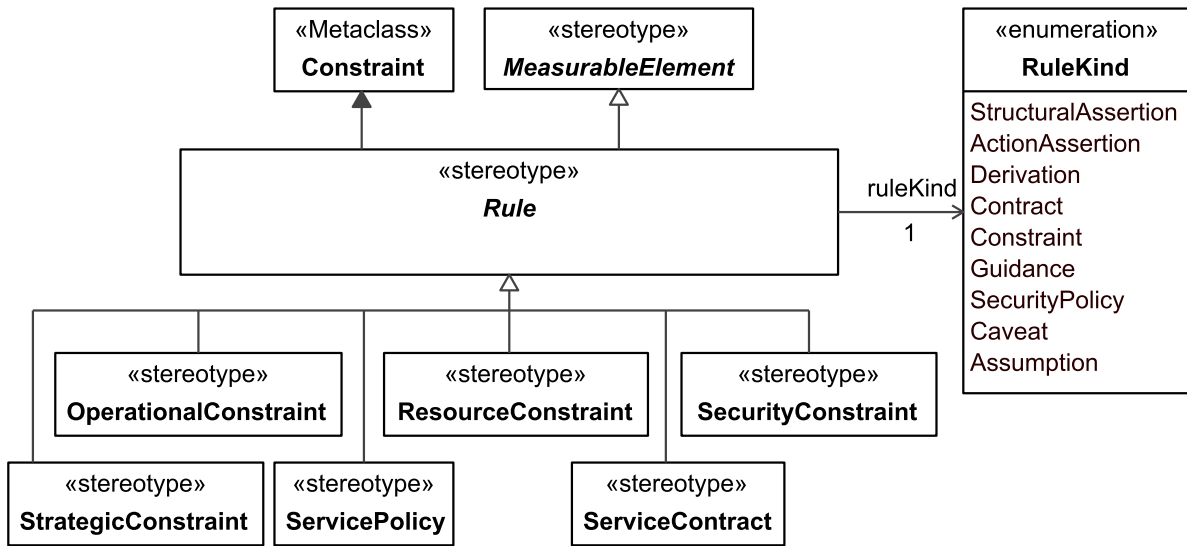 «Metaclass»
Constraint
«stereotype»
MeasurableElement
«enumeration»
RuleKind
StructuralAssertion
ActionAssertion
Derivation
Contract
Constraint
Guidance
SecurityPolicy
Caveat
Assumption
«stereotype»
Rule
ruleKind
1
«stereotype»
OperationalConstraint
«stereotype»
ResourceConstraint
«stereotype»
SecurityConstraint
«stereotype»
StrategicConstraint
«stereotype»
ServicePolicy
«stereotype»
ServiceContract